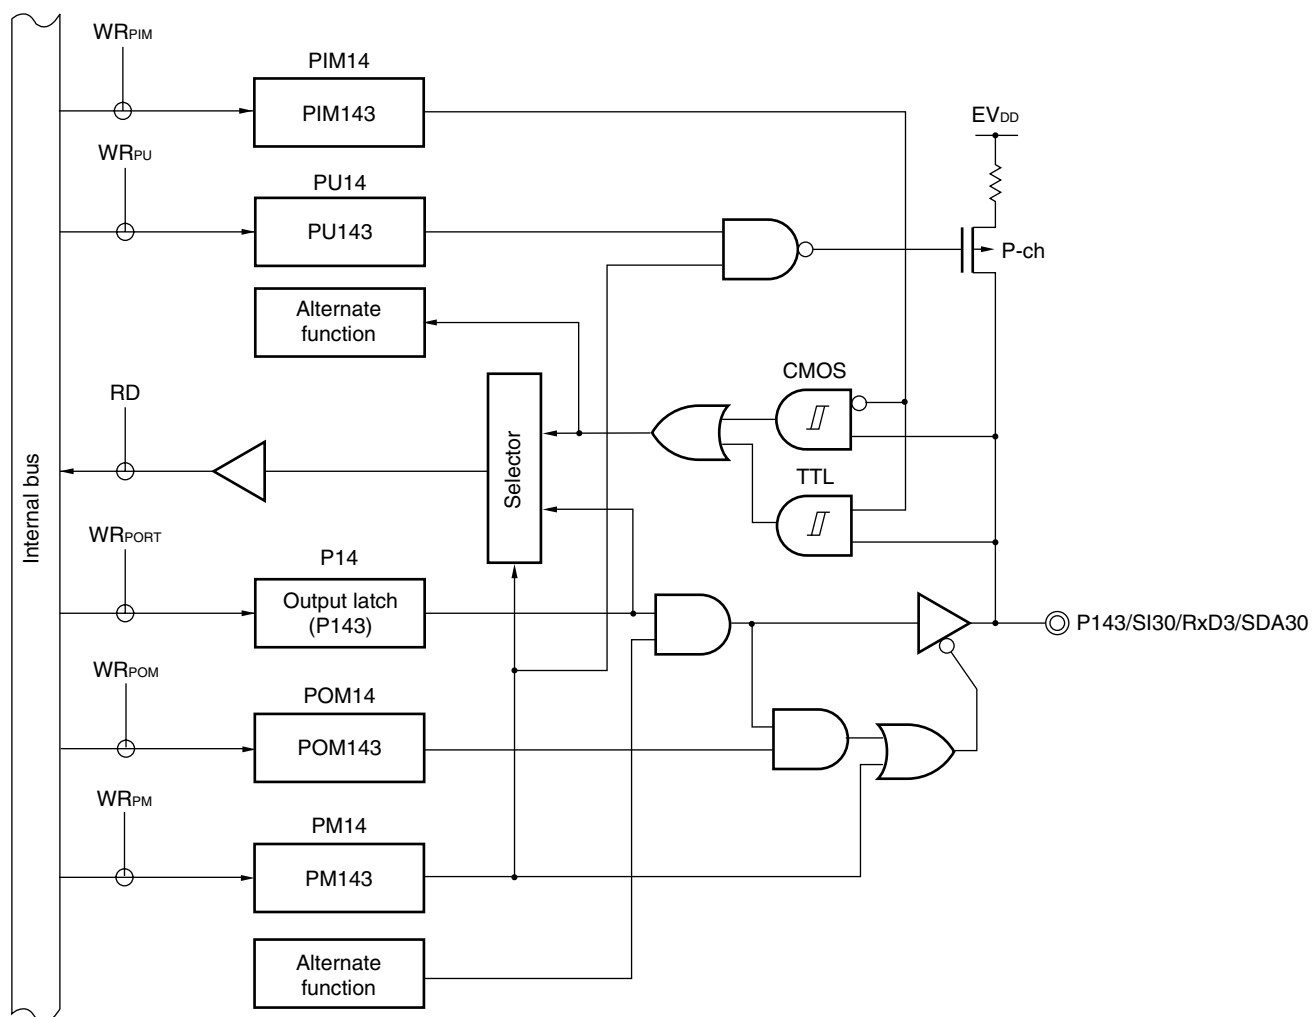 WRPIM
PIM14
PIM143
EVDD
WRPU
PU14
PU143
P-ch
Alternate
function
CMOS
RD
Selector
TTL
Internal bus
WRPORT
P14
Output latch
(P143)
P143/SI30/RxD3/SDA30
WRPOM
POM14
POM143
WRPM
PM14
PM143
Alternate
function